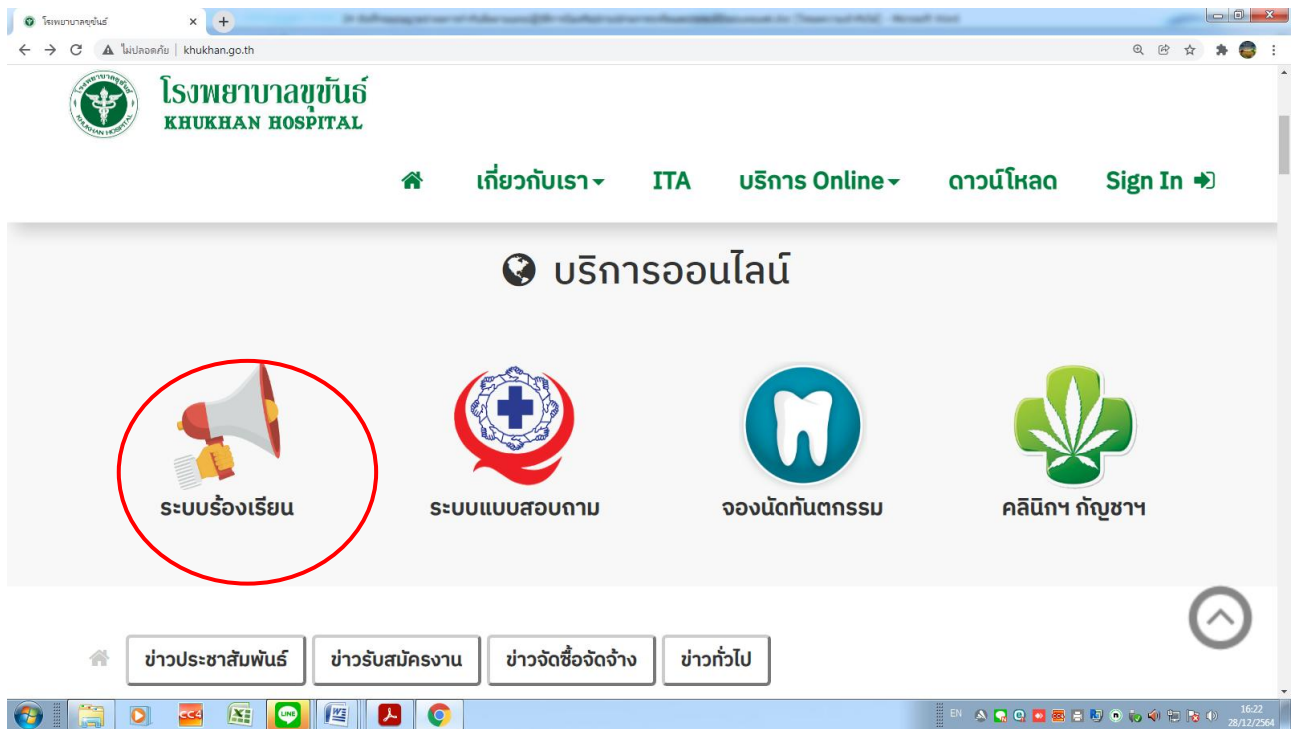 โรงพยาบาลขุขันธ์
ไม่ปลอดภัย | khukhan.go.th
โรงพยาบาลขุขันธ์
KHUKHAN HOSPITAL
เกี่ยวกับเรา ITA บริการ Online ดาวน์โหลด Sign In
บริการออนไลน์
ระบบร้องเรียน ระบบแบบสอบถาม จองนัดทันตกรรม คลินิกฯ กัญชาฯ
ข่าวประชาสัมพันธ์ ข่าวรับสมัครงาน ข่าวจัดซื้อจัดจ้าง ข่าวทั่วไป
CC4 LINE EN 16:22
28/12/2564